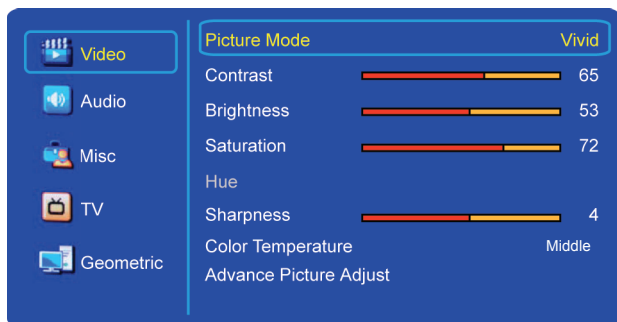 Video
Audio
Misc
TV
Geometric
Picture Mode Vivid
Contrast 65
Brightness 53
Saturation 72
Hue
Sharpness 4
Color Temperature Middle
Advance Picture Adjust